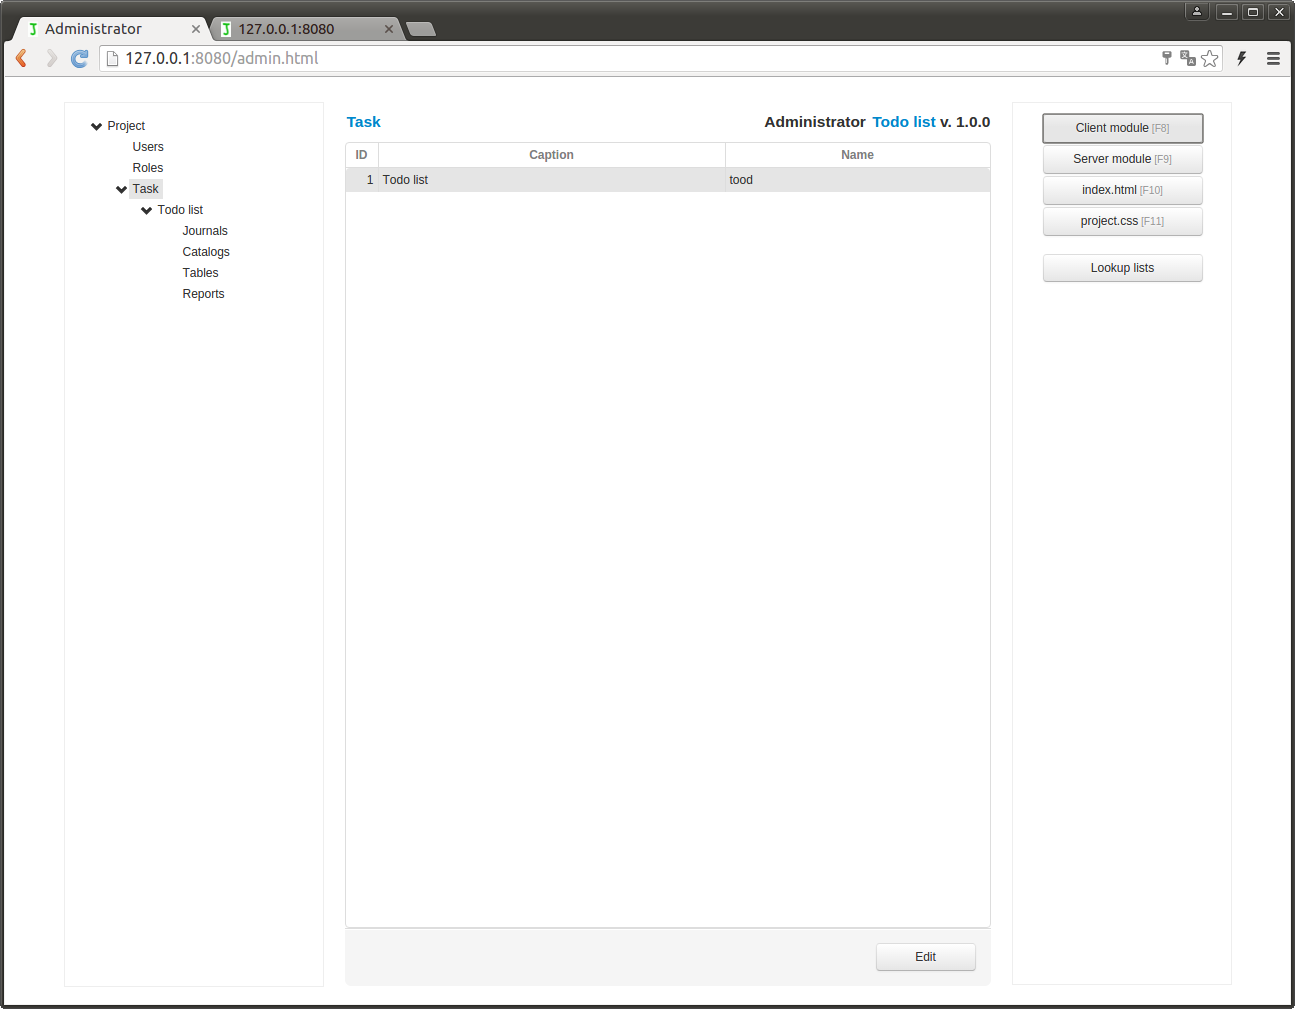 Administrator
127.0.0.1:8080
127.0.0.1:8080/admin.html
Project
Users
Roles
Task
Todo list
Journals
Catalogs
Tables
Reports
Task
Administrator Todo list v. 1.0.0
ID Caption Name
1 Todo list tood
Edit
Client module [F8]
Server module [F9]
index.html [F10]
project.css [F11]
Lookup lists